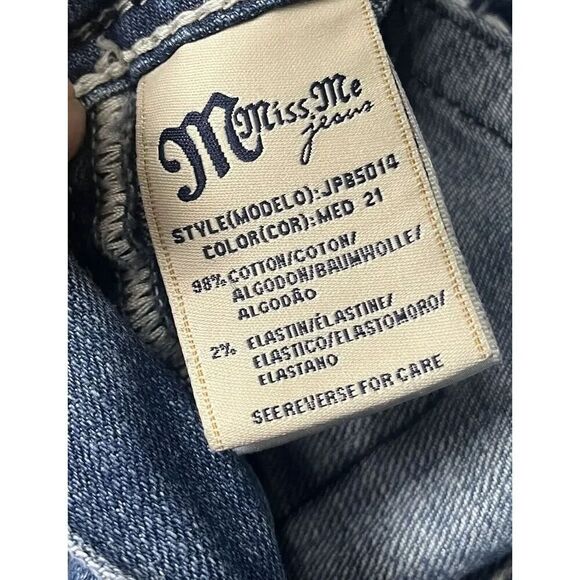 M Miss Me
jeans
STYLE(MODELO):JPB5014
COLOR(COR):MED 21
98% COTTON/COTON/
ALGODON/BAUMWOLLE/
ALGODÃO
2% ELASTIN/ÉLASTINE/
ELASTICO/ELASTOMORO/
ELASTANO
SEE REVERSE FOR CARE